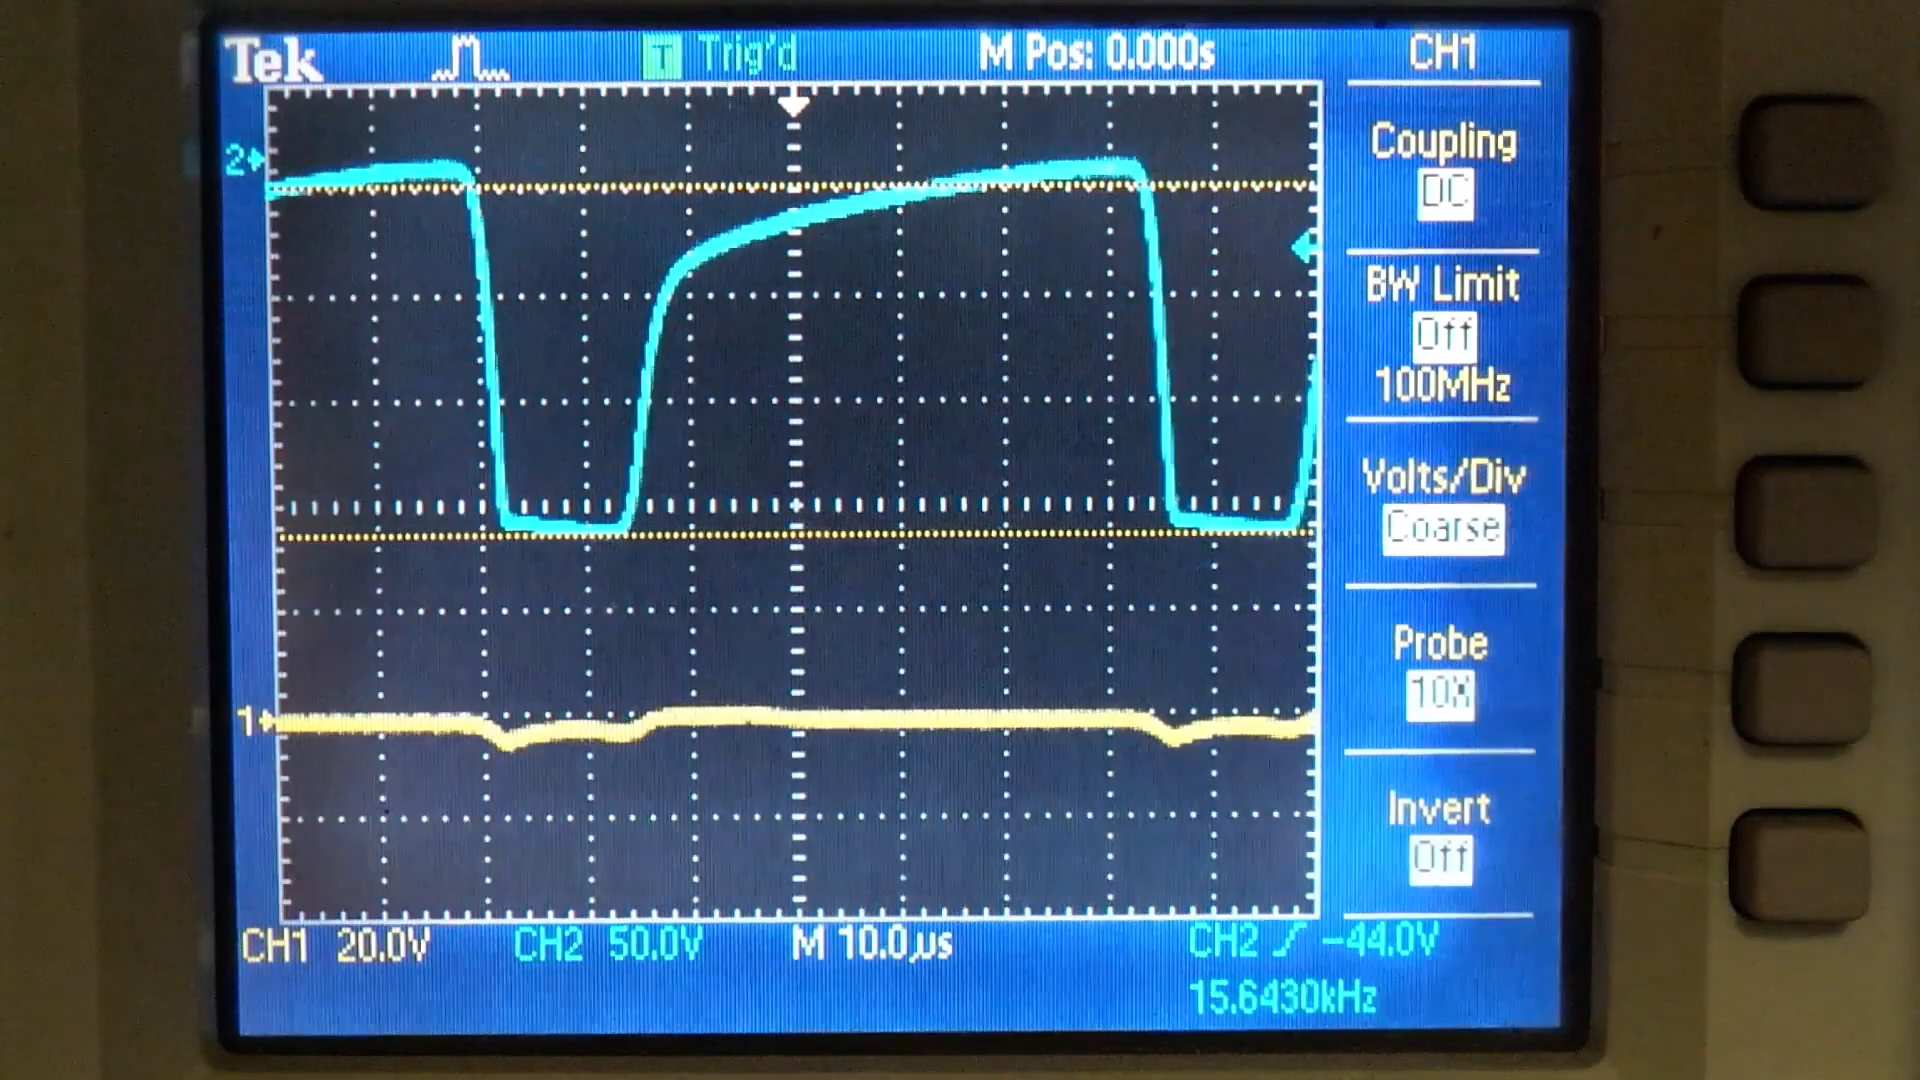 Tek
T Trig'd
M Pos: 0.000s
CH1
2
Coupling
DC
BW Limit
Off
100MHz
Volts/Div
Coarse
Probe
10X
1
Invert
Off
CH1 20.0V
CH2 50.0V
M 10.0µs
CH2 -44.0V
15.6430kHz